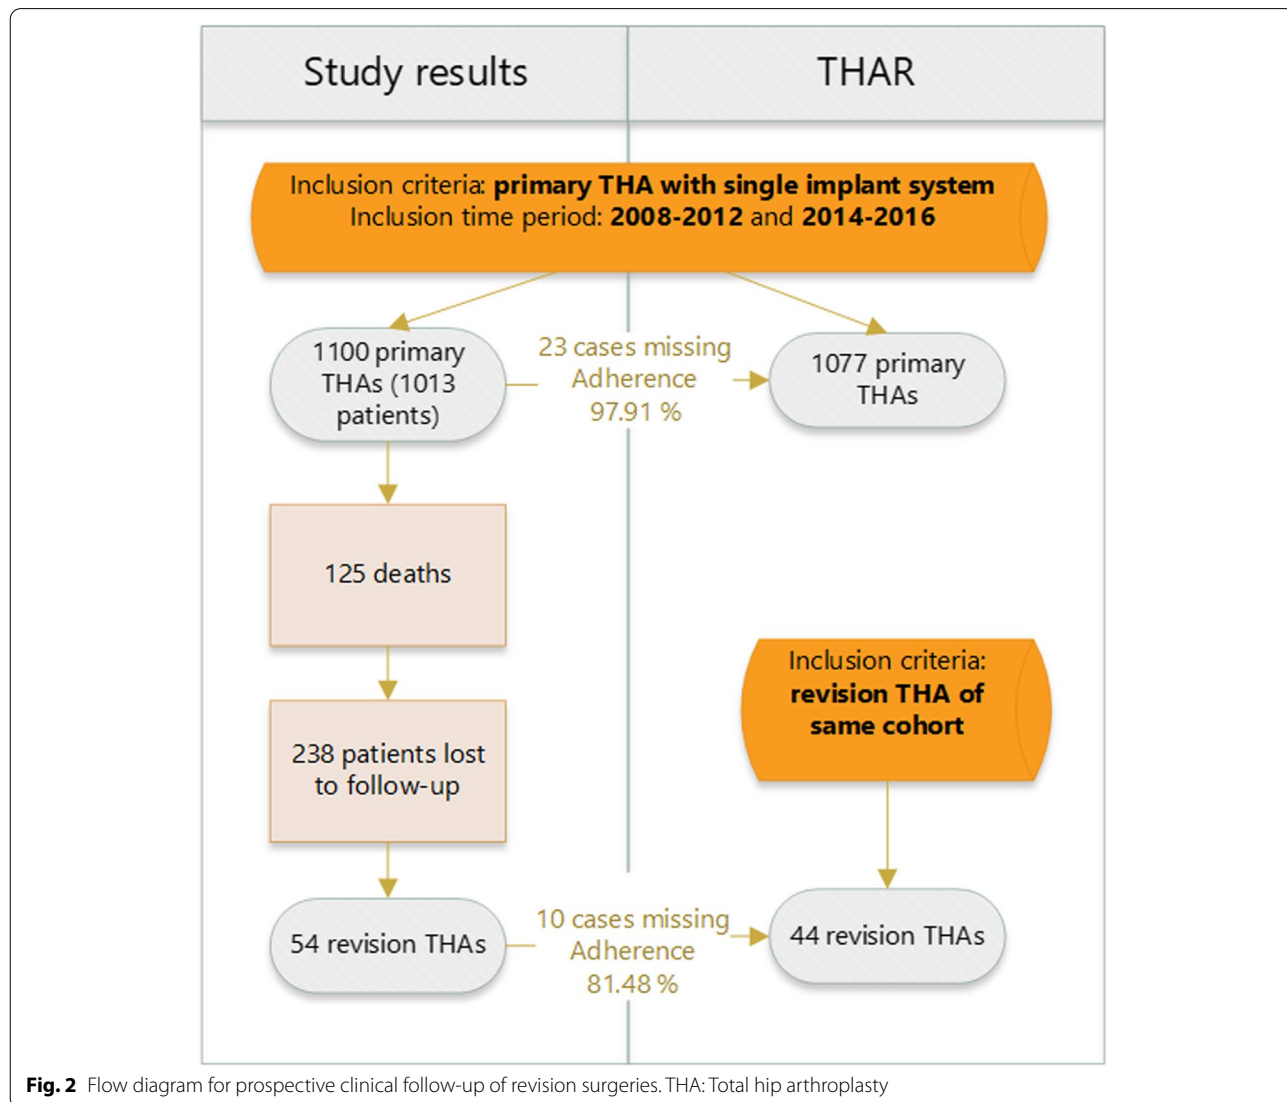 Study results
THAR
Inclusion criteria: primary THA with single implant system
Inclusion time period: 2008-2012 and 2014-2016
1100 primary
THAs (1013
patients)
23 cases missing
Adherence
97.91 %
1077 primary
THAs
125 deaths
238 patients lost
to follow-up
Inclusion criteria:
revision THA of
same cohort
54 revision THAs
10 cases missing
Adherence
81.48 %
44 revision THAs
Fig. 2 Flow diagram for prospective clinical follow-up of revision surgeries. THA: Total hip arthroplasty